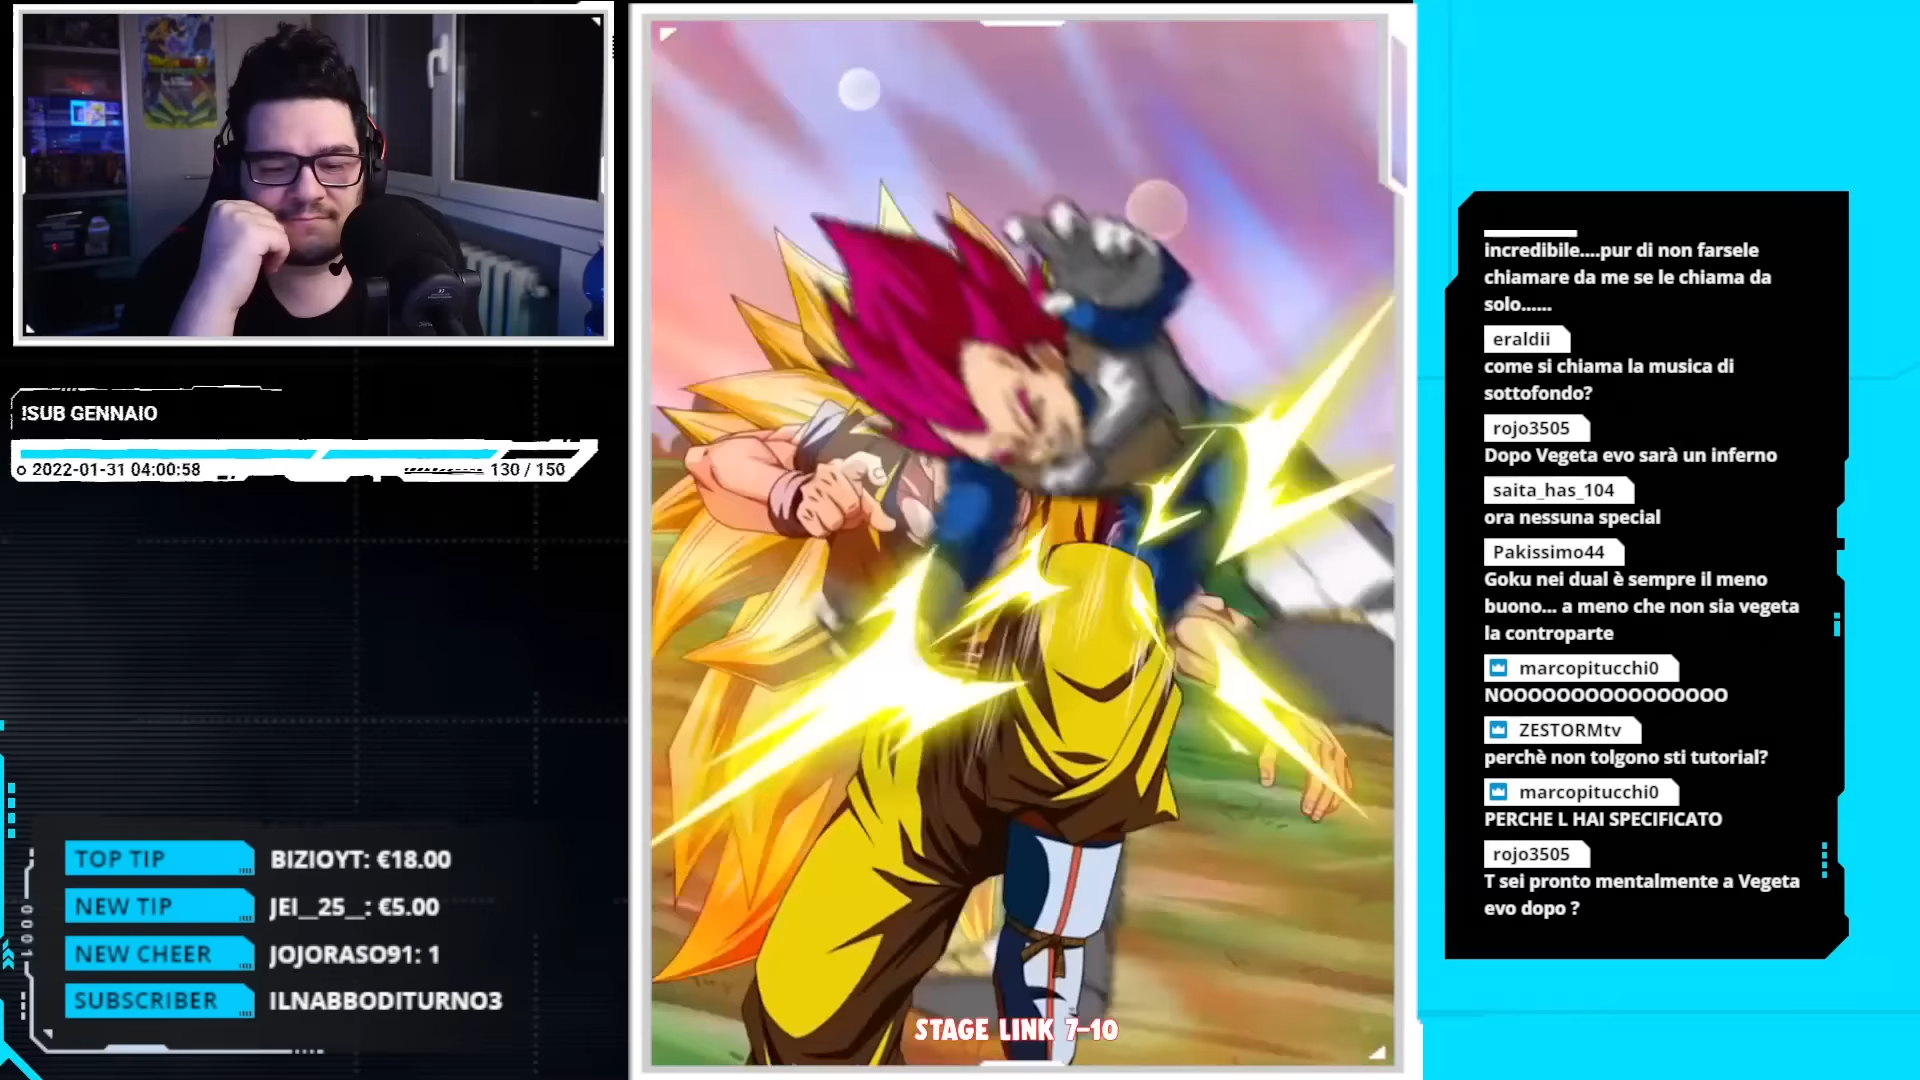 !SUB GENNAIO
2022-01-31 04:00:58
130 / 150
TOP TIP
BIZIOYT: €18.00
NEW TIP
JEI__25__: €5.00
NEW CHEER
JOJORASO91: 1
SUBSCRIBER
ILNABBODITURNO3
0001
STAGE LINK 7-10
incredibile....pur di non farsele
chiamare da me se le chiama da
solo......
eraldii
come si chiama la musica di
sottofondo?
rojo3505
Dopo Vegeta evo sarà un inferno
saita_has_104
ora nessuna special
Pakissimo44
Goku nei dual è sempre il meno
buono... a meno che non sia vegeta
la controparte
marcopitucchi0
NOOOOOOOOOOOOOOOO
ZESTORMtv
perchè non tolgono sti tutorial?
marcopitucchi0
PERCHE L HAI SPECIFICATO
rojo3505
T sei pronto mentalmente a Vegeta
evo dopo ?